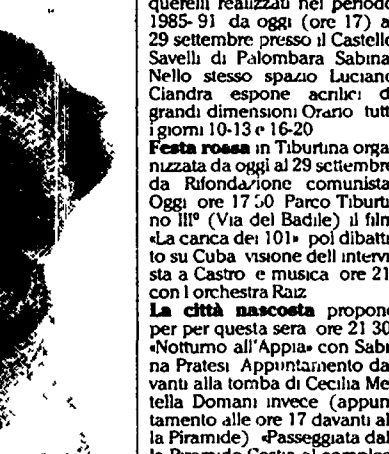 querelli realizzati nel periodo
1985-91 da oggi (ore 17) a
29 settembre presso il Castello
Savelli di Palombara Sabina
Nello stesso spazio Luciano
Ciandra espone acrilici d
grandi dimensioni Orario tutt
i giorni 10-13 e 16-20
Festa rossa in Tiburtina orga
nizzata da oggi al 29 settembre
da Rifondazione comunista
Oggi ore 17 30 Parco Tiburti
no III° (Via del Badile) il film
«La carica dei 101» poi dibatti
to su Cuba visione dell intervi
sta a Castro e musica ore 21
con l orchestra Raiz
La città nascosta propone
per per questa sera ore 21 30
«Notturno all'Appia» con Sabi
na Pratesi Appuntamento da
vanti alla tomba di Cecilia Me
tella Domani invece (appun
tamento alle ore 17 davanti al
la Piramide) «Passeggiata dal
la Piramide Cestia al